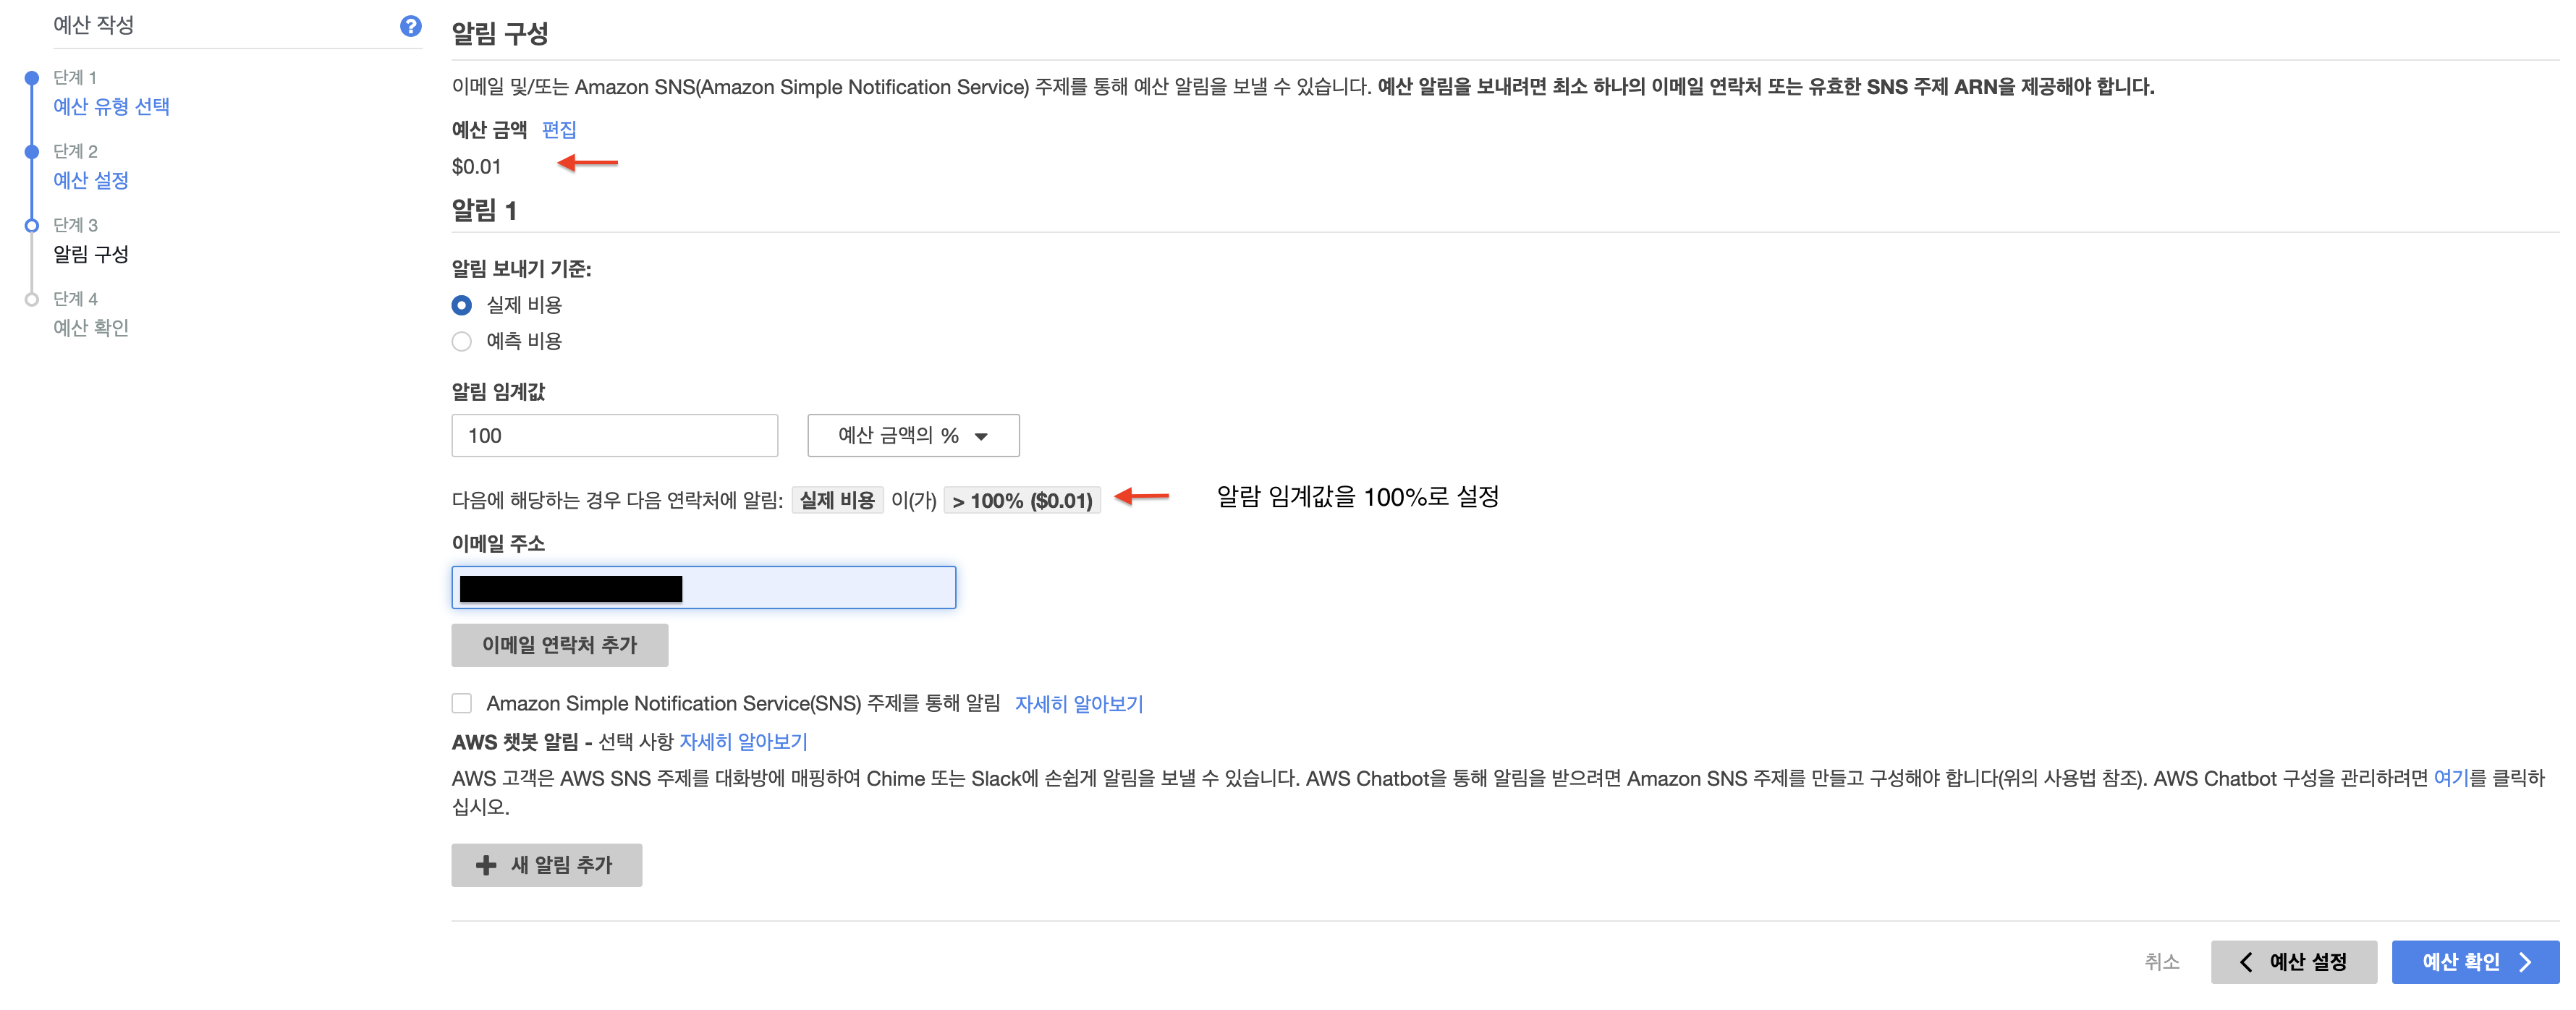 예산 작성
단계 1
예산 유형 선택
단계 2
예산 설정
단계 3
알림 구성
단계 4
예산 확인
알림 구성
이메일 및/또는 Amazon SNS(Amazon Simple Notification Service) 주제를 통해 예산 알림을 보낼 수 있습니다. 예산 알림을 보내려면 최소 하나의 이메일 연락처 또는 유효한 SNS 주제 ARN을 제공해야 합니다.
예산 금액 편집
$0.01
알림 1
알림 보내기 기준:
실제 비용
예측 비용
알림 임계값
100 예산 금액의 %
다음에 해당하는 경우 다음 연락처에 알림: 실제 비용 이(가) > 100% ($0.01) 알람 임계값을 100%로 설정
이메일 주소
이메일 연락처 추가
Amazon Simple Notification Service(SNS) 주제를 통해 알림 자세히 알아보기
AWS 챗봇 알림 - 선택 사항 자세히 알아보기
AWS 고객은 AWS SNS 주제를 대화방에 매핑하여 Chime 또는 Slack에 손쉽게 알림을 보낼 수 있습니다. AWS Chatbot을 통해 알림을 받으려면 Amazon SNS 주제를 만들고 구성해야 합니다(위의 사용법 참조). AWS Chatbot 구성을 관리하려면 여기를 클릭하
십시오.
새 알림 추가
취소 예산 설정 예산 확인